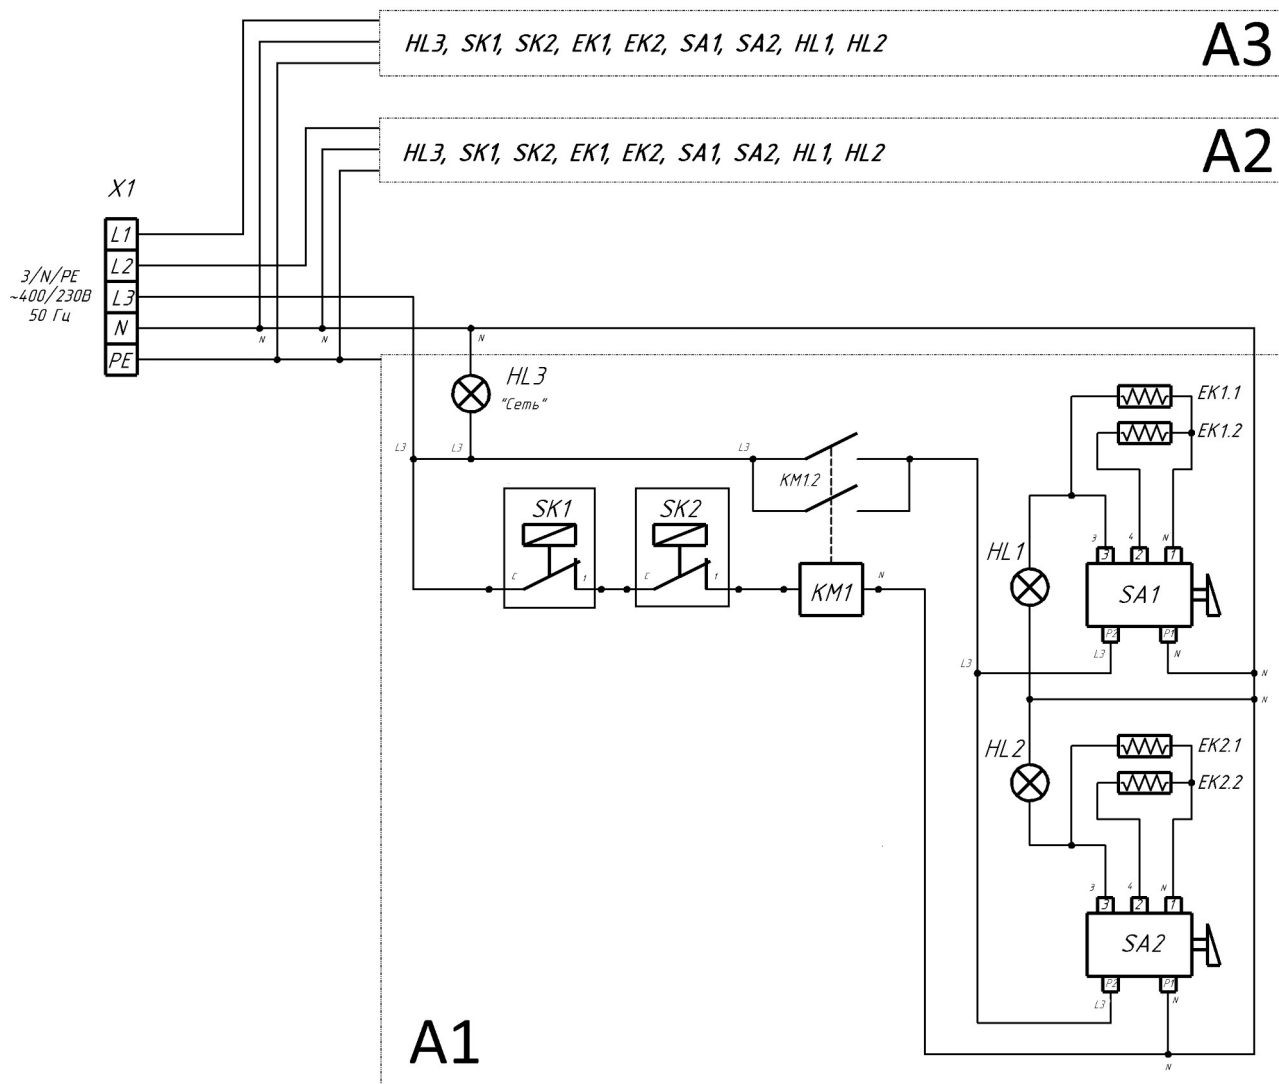 HL3, SK1, SK2, EK1, EK2, SA1, SA2, HL1, HL2
A3
HL3, SK1, SK2, EK1, EK2, SA1, SA2, HL1, HL2
A2
X1
L1
L2
3/N/PE
~400/230В
50 Гц
L3
N
PE
N
N
N
HL3
"Сеть"
L3
L3
L3
KM1.2
EK1.1
EK1.2
SK1
SK2
C
1
C
1
KM1
N
HL1
3
4
N
3
2
1
SA1
P2
P1
L3
N
L3
N
N
HL2
EK2.1
EK2.2
3
4
N
3
2
1
SA2
P2
P1
L3
N
A1
N